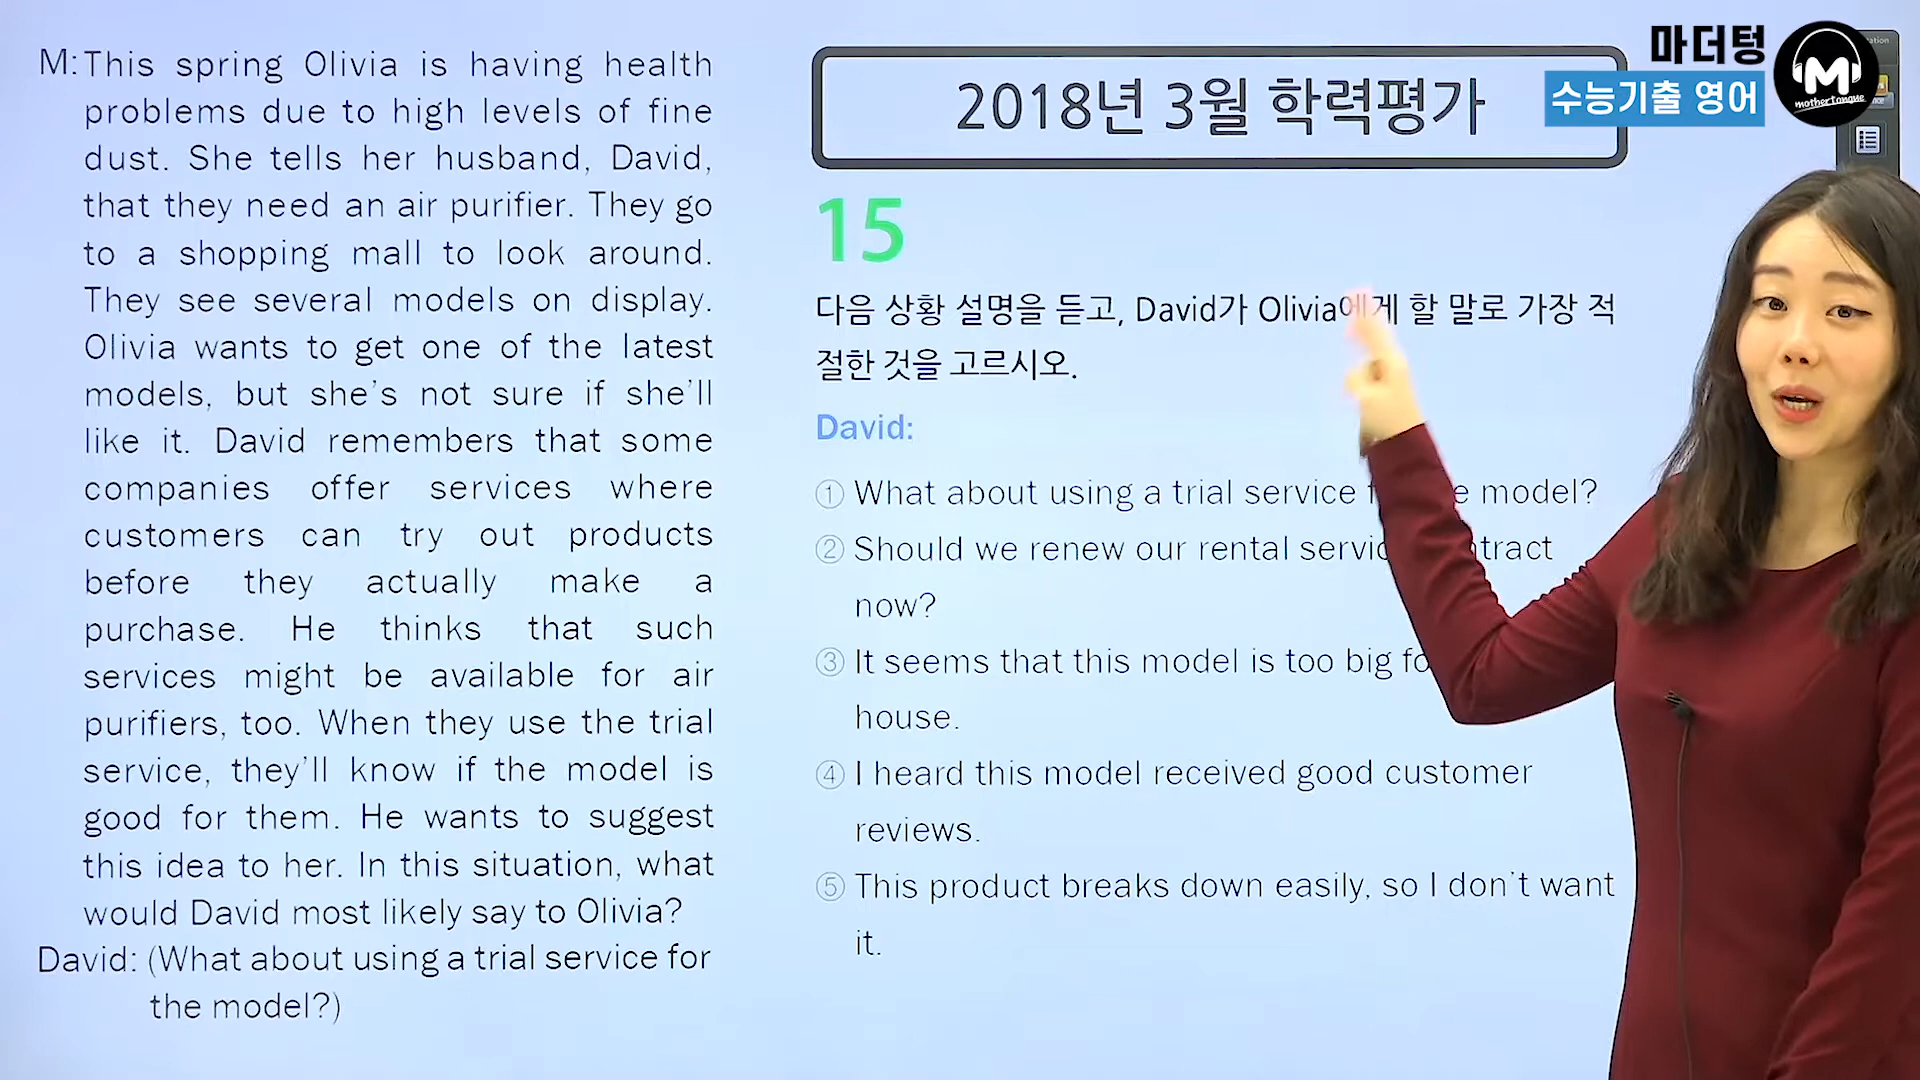 M: This spring Olivia is having health
problems due to high levels of fine
dust. She tells her husband, David,
that they need an air purifier. They go
to a shopping mall to look around.
They see several models on display.
Olivia wants to get one of the latest
models, but she's not sure if she'll
like it. David remembers that some
companies offer services where
customers can try out products
before they actually make a
purchase. He thinks that such
services might be available for air
purifiers, too. When they use the trial
service, they'll know if the model is
good for them. He wants to suggest
this idea to her. In this situation, what
would David most likely say to Olivia?
David: (What about using a trial service for
the model?)
2018년 3월 학력평가
15
다음 상황 설명을 듣고, David가 Olivia에게 할 말로 가장 적
절한 것을 고르시오.
David:
① What about using a trial service model?
② Should we renew our rental
now?
③ It seems that this model is too big
house.
④ I heard this model received good customer
reviews.
⑤ This product breaks down easily, so I don't want
it.
마더텅
수능기출 영어
M
mothertongue